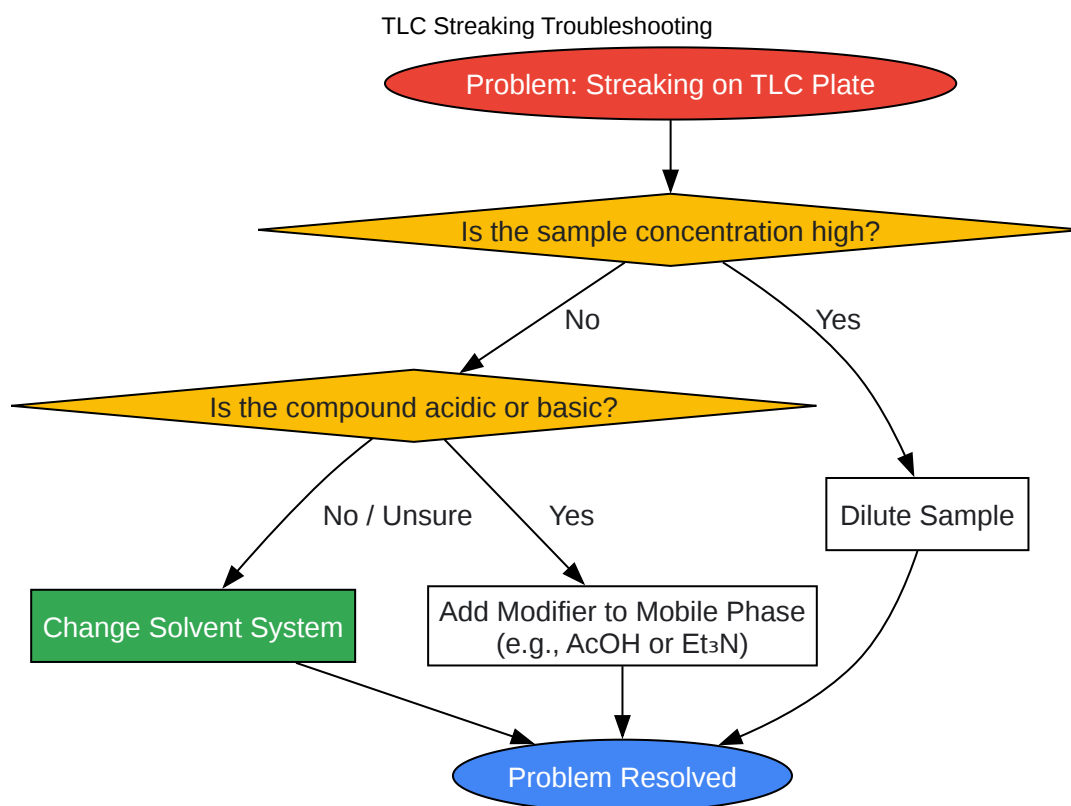 TLC Streaking Troubleshooting
Problem: Streaking on TLC Plate
Is the sample concentration high?
No
Yes
Is the compound acidic or basic?
No / Unsure
Yes
Dilute Sample
Change Solvent System
Add Modifier to Mobile Phase
(e.g., AcOH or Et₃N)
Problem Resolved